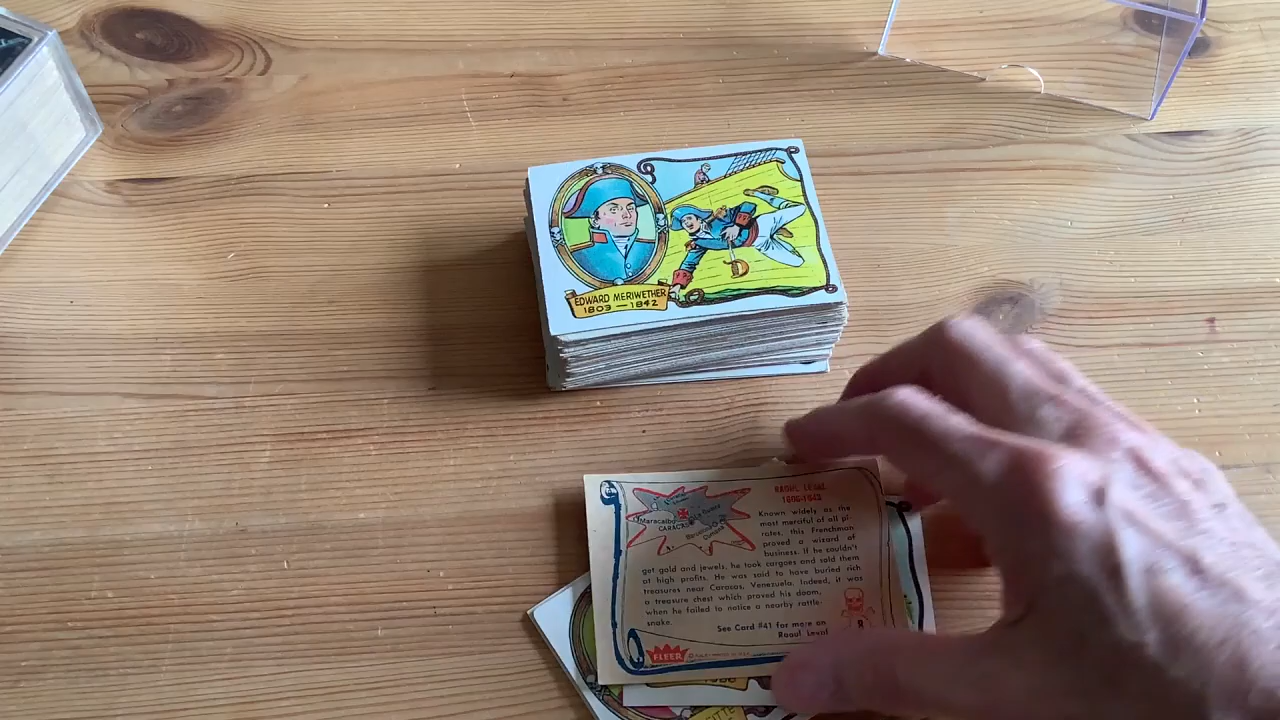 EDWARD MERIWETHER
1803 — 1842
RAOUL LEVAL
Maracaibo
CARACAS
Known widely as the
most merciful of all pi-
rates, this Frenchman
proved a wizard of
business. If he couldn't
get gold and jewels, he took cargoes and sold them
at high profits. He was said to have buried rich
treasures near Caracas, Venezuela. Indeed, it was
a treasure chest which proved his doom,
when he failed to notice a nearby rattle-
snake.
See Card #41 for more on
Raoul Leval
FLEER